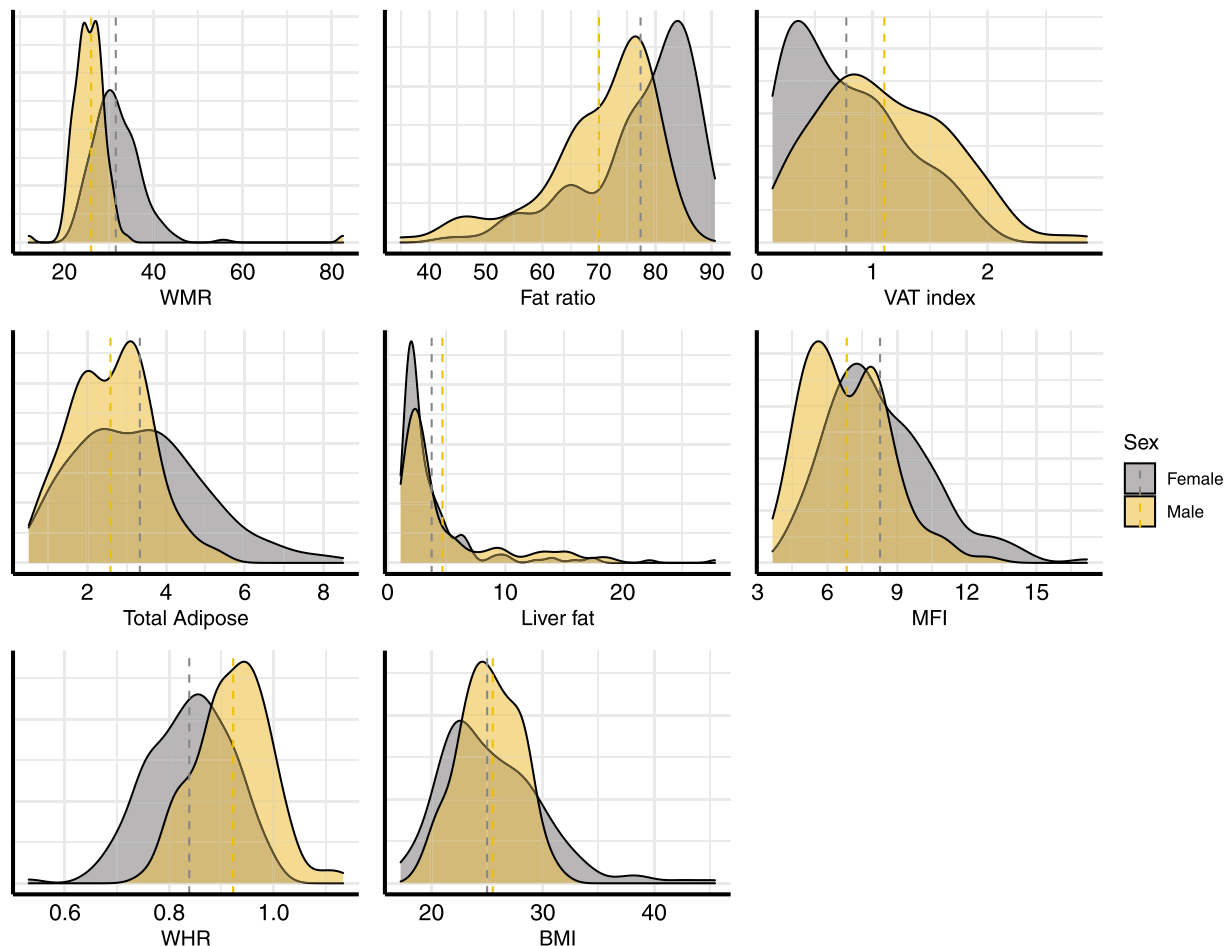 20 40 60 80
WMR
40 50 60 70 80 90
Fat ratio
0 1 2
VAT index
2 4 6 8
Total Adipose
0 10 20
Liver fat
3 6 9 12 15
MFI
Sex
Female
Male
0.6 0.8 1.0
WHR
20 30 40
BMI